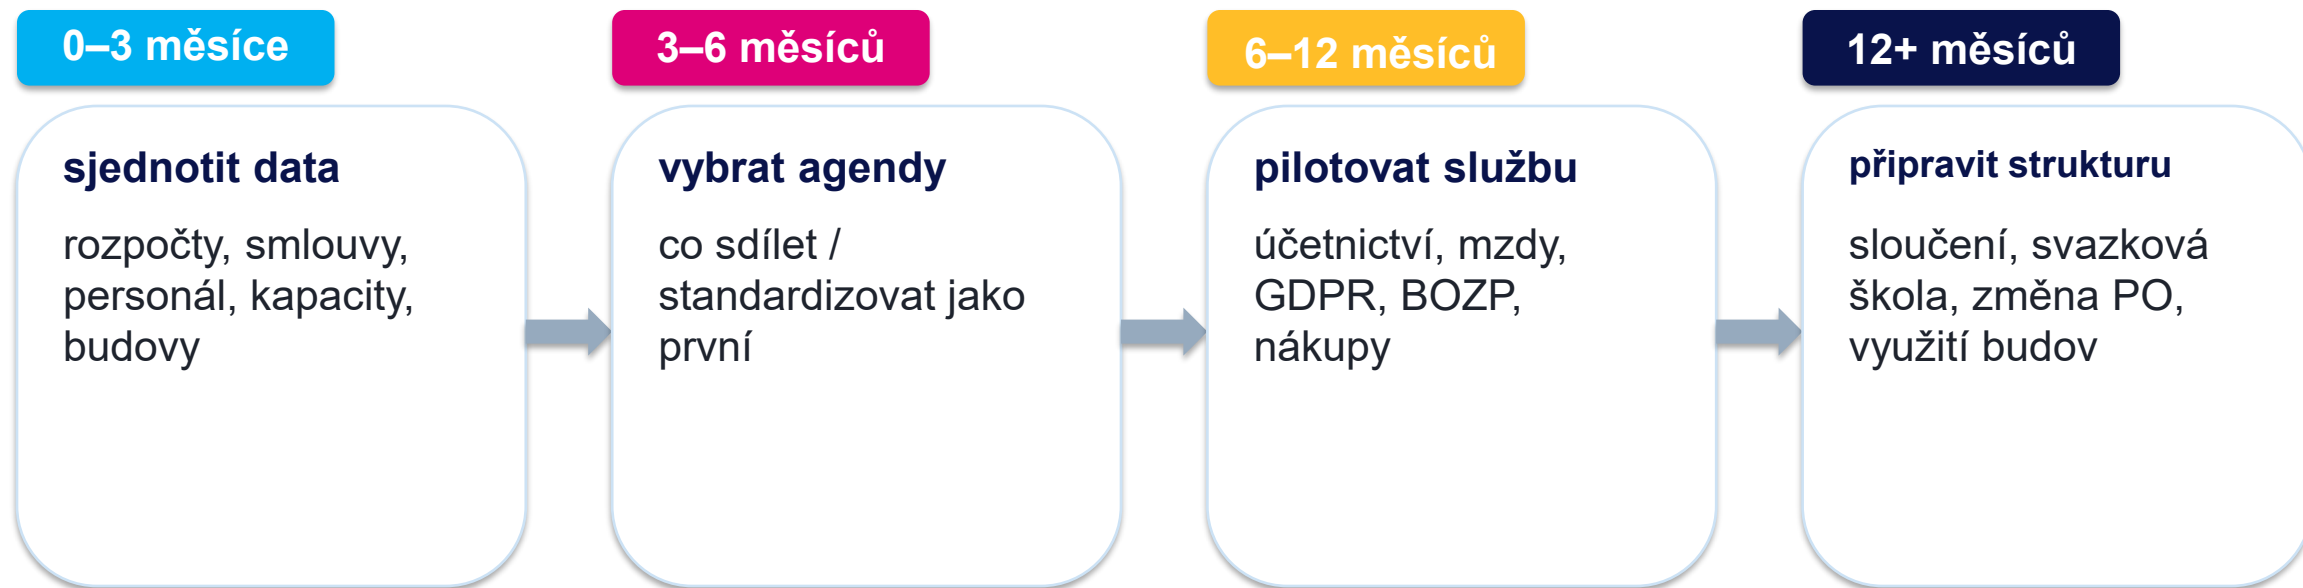 0–3 měsíce
sjednotit data
rozpočty, smlouvy,
personál, kapacity,
budovy
3–6 měsíců
vybrat agendy
co sdílet /
standardizovat jako
první
6–12 měsíců
pilotovat službu
účetnictví, mzdy,
GDPR, BOZP,
nákupy
12+ měsíců
připravit strukturu
sloučení, svazková
škola, změna PO,
využití budov